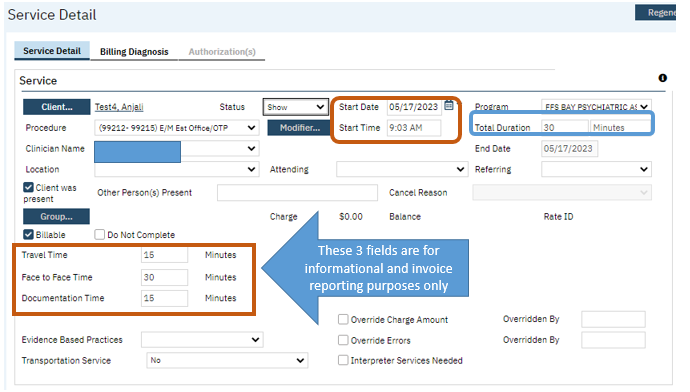 Service Detail
Regene
Service Detail Billing Diagnosis Authorization(s)
Service
Client... Test4, Anjali Status Show Start Date 05/17/2023 Program FFS BAY PSYCHIATRIC AS
Procedure (99212- 99215) E/M Est Office/OTP Modifier... Start Time 9:03 AM Total Duration 30 Minutes
Clinician Name End Date 05/17/2023
Location Attending Referring
Client was present Other Person(s) Present Cancel Reason
Group... Charge $0.00 Balance Rate ID
Billable Do Not Complete
Travel Time 15 Minutes
Face to Face Time 30 Minutes
Documentation Time 15 Minutes
These 3 fields are for
informational and invoice
reporting purposes only
Override Charge Amount Overridden By
Evidence Based Practices Override Errors Overridden By
Transportation Service No Interpreter Services Needed